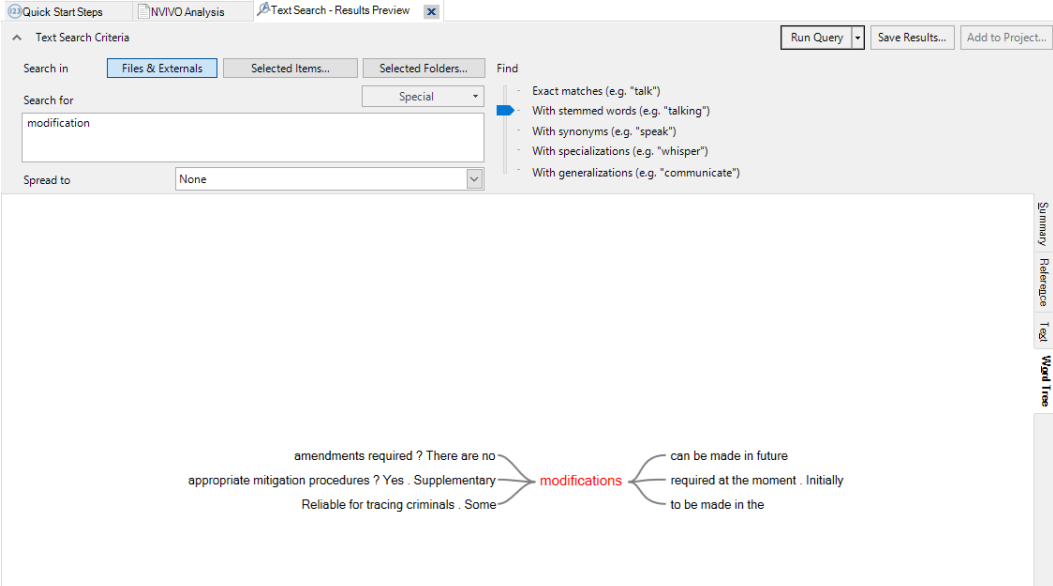 123 Quick Start Steps NVIVO Analysis Text Search - Results Preview
Text Search Criteria Run Query Save Results... Add to Project...
Search in Files & Externals Selected Items... Selected Folders... Find
Search for Special
modification
Spread to None
Exact matches (e.g. "talk")
With stemmed words (e.g. "talking")
With synonyms (e.g. "speak")
With specializations (e.g. "whisper")
With generalizations (e.g. "communicate")
Summary
Reference
Text
Word Tree
amendments required ? There are no
appropriate mitigation procedures ? Yes . Supplementary
Reliable for tracing criminals . Some
modifications
can be made in future
required at the moment . Initially
to be made in the